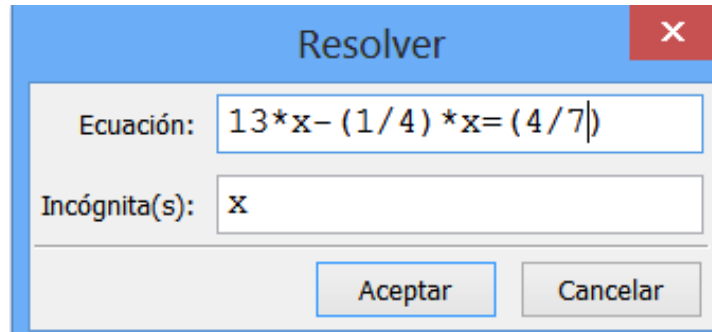 Resolver
x
Ecuación: 13*x-(1/4)*x=(4/7)
Incógnita(s): x
Aceptar Cancelar